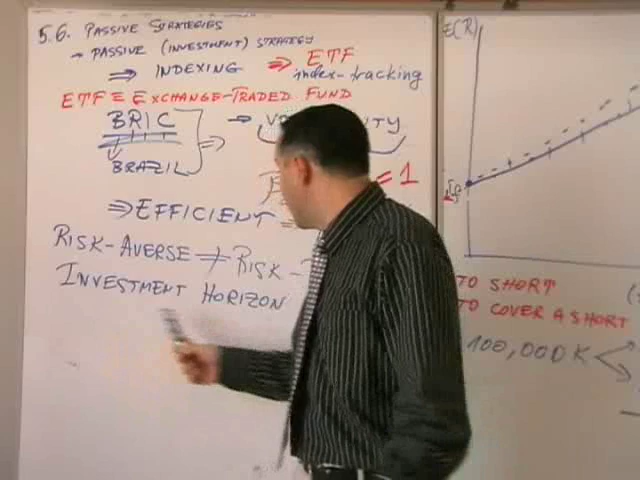 5.6. PASSIVE STRATEGIES
→ PASSIVE (INVESTMENT) STRATEGY
⇒ INDEXING ⇒ ETF
index-tracking
ETF ≡ EXCHANGE-TRADED FUND
BRIC ⇒ →
BRAZIL
= 1
⇒ EFFICIENT
RISK-AVERSE ≠ RISK-
INVESTMENT HORIZON
E(R)
TO SHORT
TO COVER A SHORT
100,000K